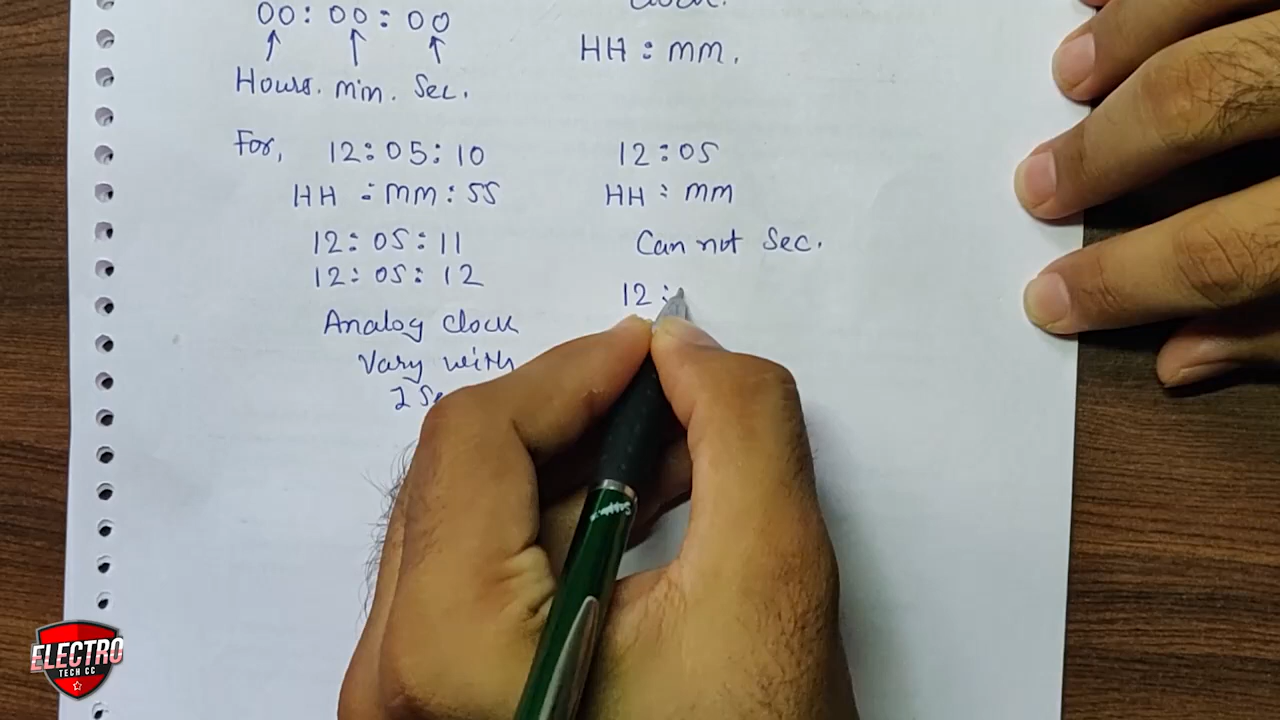 00 : 00 : 00
Hours. min. Sec.
HH : mm.
For, 12 : 05 : 10
HH : mm : SS
12 : 05 : 11
12 : 05 : 12
Analog clock
Vary with
12 : 05
HH : mm
Can not Sec.
12 :
ELECTRO
TECH CC